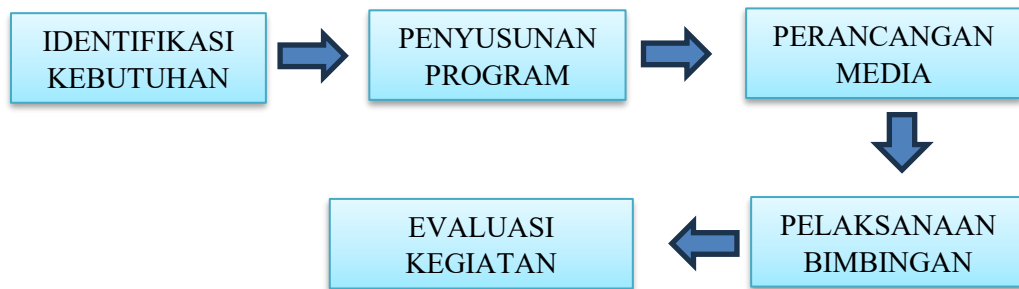 IDENTIFIKASI
KEBUTUHAN
PENYUSUNAN
PROGRAM
PERANCANGAN
MEDIA
PELAKSANAAN
BIMBINGAN
EVALUASI
KEGIATAN